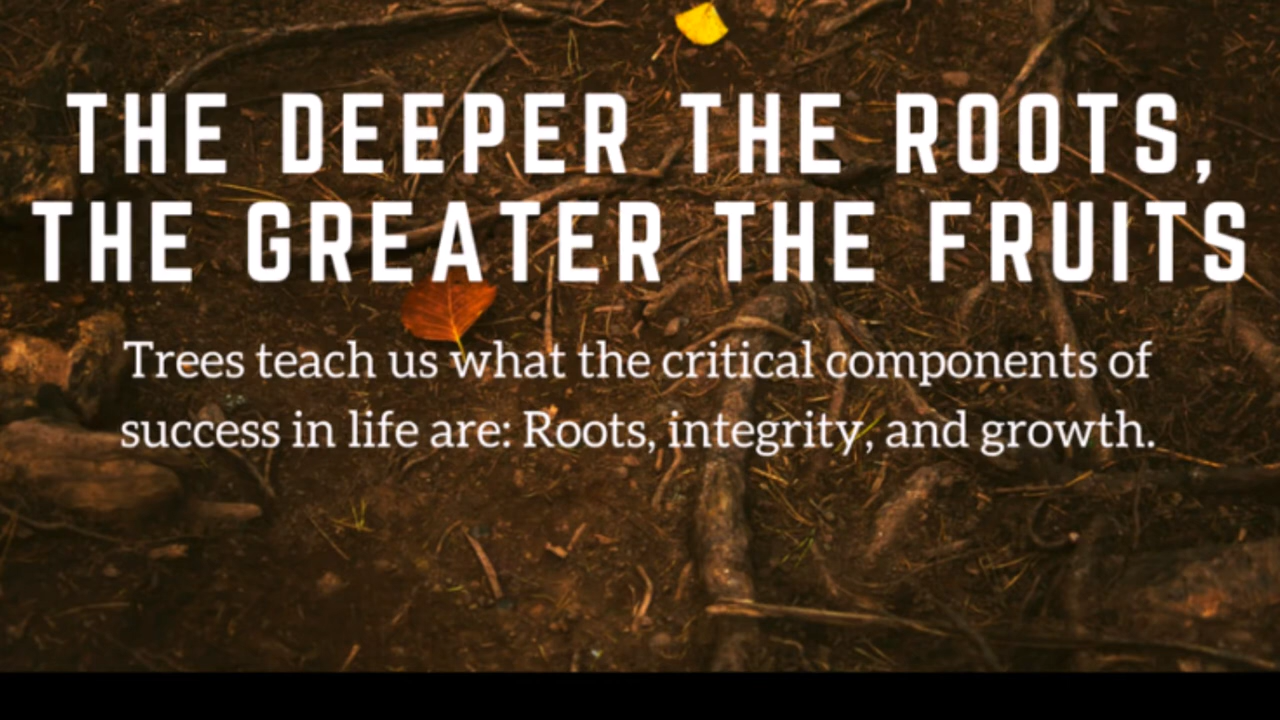 THE DEEPER THE ROOTS,
THE GREATER THE FRUITS
Trees teach us what the critical components of
success in life are: Roots, integrity, and growth.